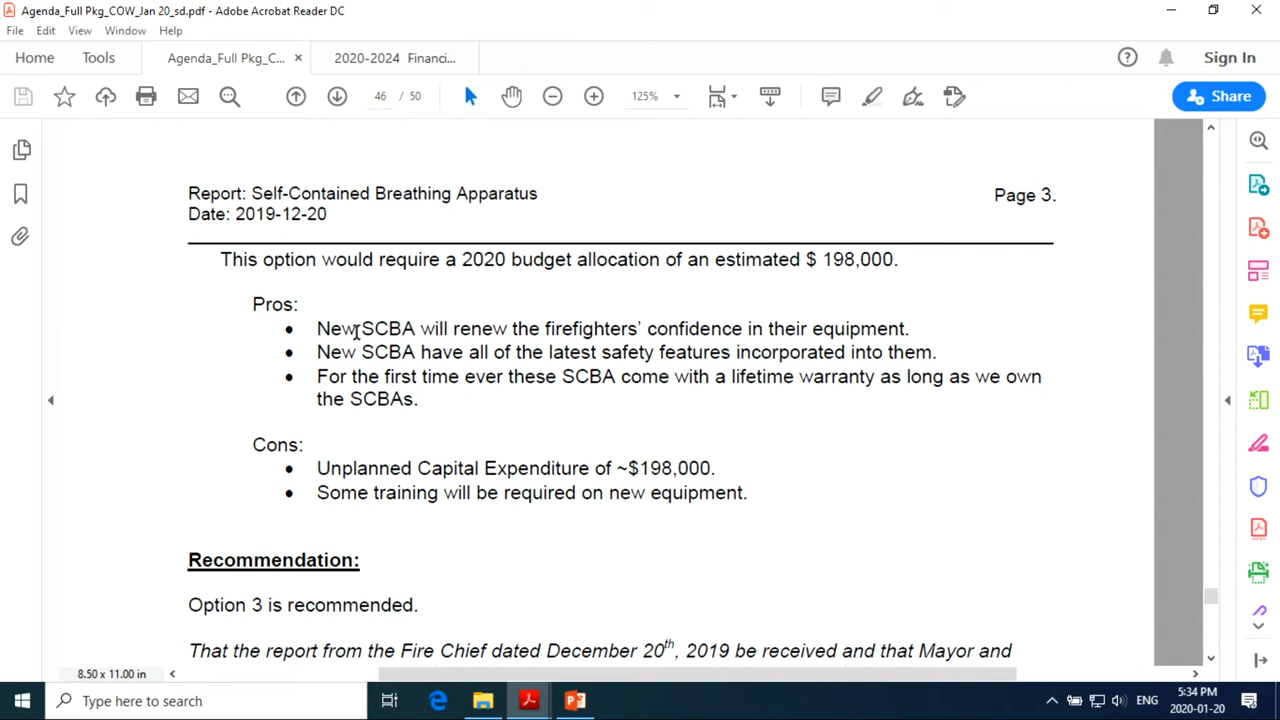 Agenda_Full Pkg_COW_Jan 20_sd.pdf - Adobe Acrobat Reader DC
File Edit View Window Help
Home Tools Agenda_Full Pkg_C... × 2020-2024 Financi... Sign In
46 / 50 125% Share
Report: Self-Contained Breathing Apparatus Page 3.
Date: 2019-12-20
This option would require a 2020 budget allocation of an estimated $ 198,000.
Pros:
• New SCBA will renew the firefighters’ confidence in their equipment.
• New SCBA have all of the latest safety features incorporated into them.
• For the first time ever these SCBA come with a lifetime warranty as long as we own
the SCBAs.
Cons:
• Unplanned Capital Expenditure of ~$198,000.
• Some training will be required on new equipment.
Recommendation:
Option 3 is recommended.
That the report from the Fire Chief dated December 20th, 2019 be received and that Mayor and
8.50 x 11.00 in
Type here to search ENG 5:34 PM
2020-01-20